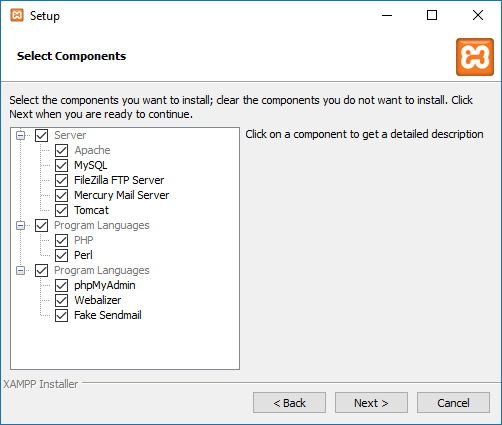 Setup
Select Components
Select the components you want to install; clear the components you do not want to install. Click
Next when you are ready to continue.
Click on a component to get a detailed description
Server
Apache
MySQL
FileZilla FTP Server
Mercury Mail Server
Tomcat
Program Languages
PHP
Perl
Program Languages
phpMyAdmin
Webalizer
Fake Sendmail
XAMPP Installer
< Back
Next >
Cancel